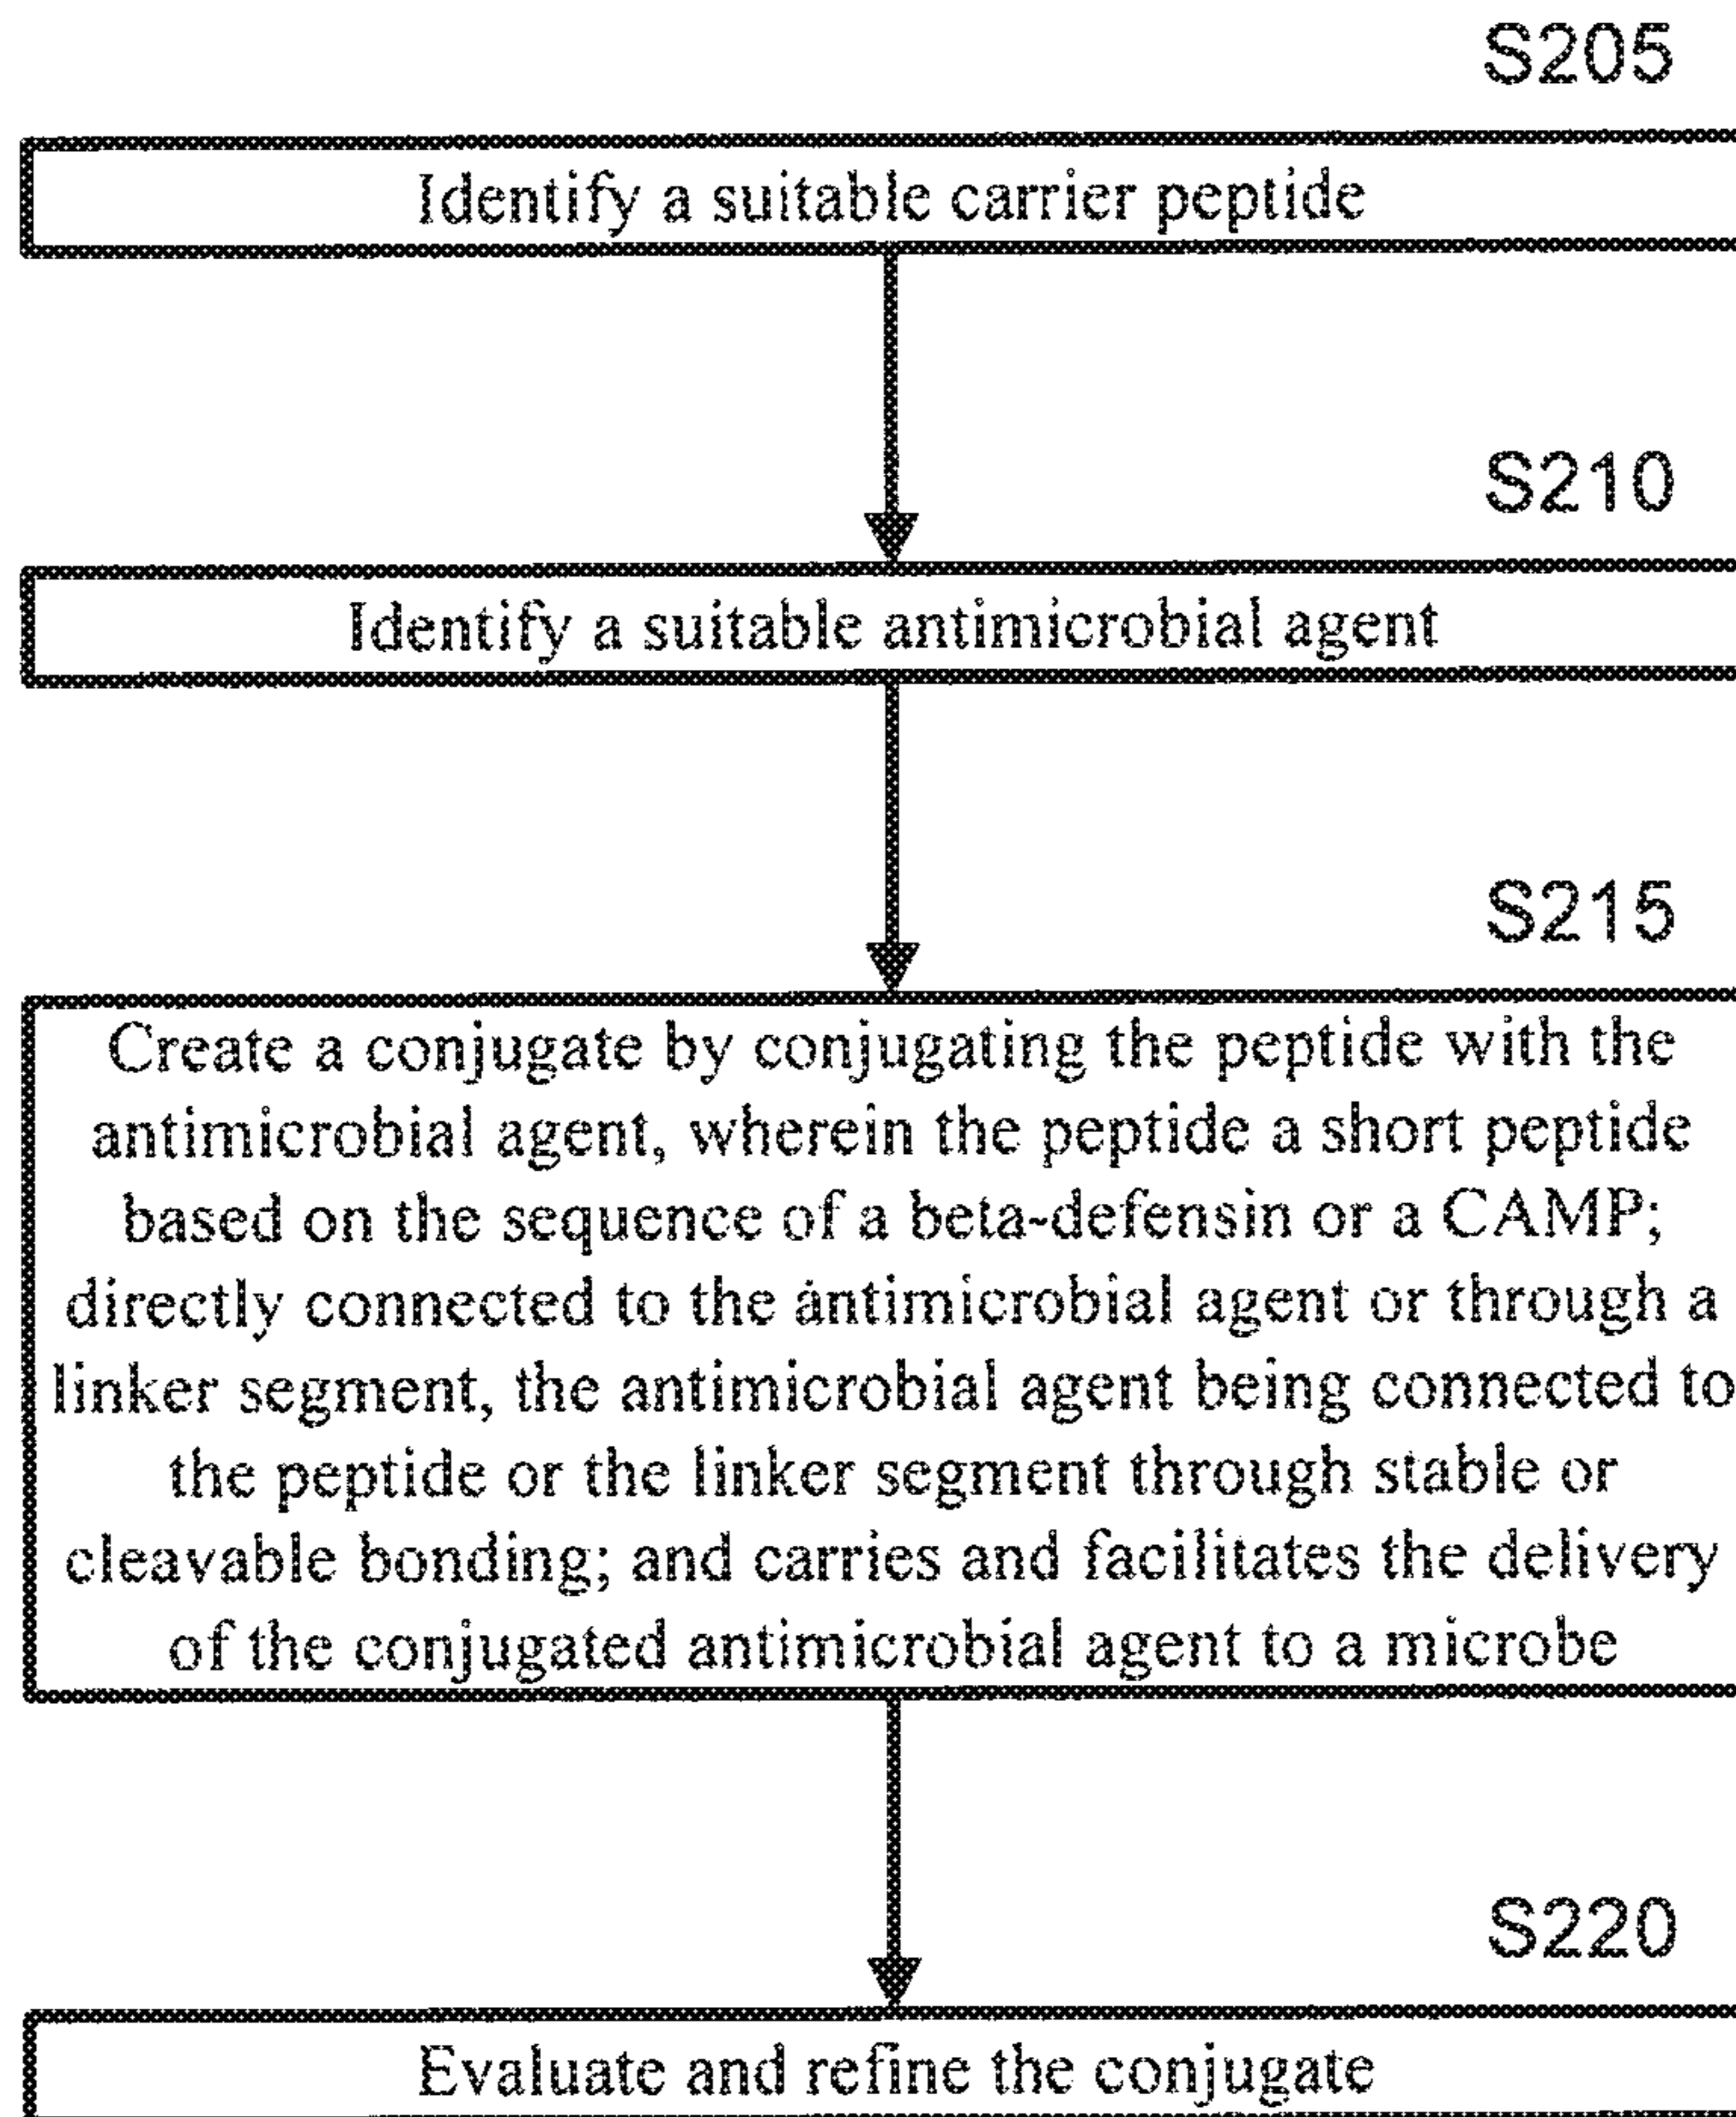 S205
Identify a suitable carrier peptide
S210
Identify a suitable antimicrobial agent
S215
Create a conjugate by conjugating the peptide with the
antimicrobial agent, wherein the peptide a short peptide
based on the sequence of a beta-defensin or a CAMP;
directly connected to the antimicrobial agent or through a
linker segment, the antimicrobial agent being connected to
the peptide or the linker segment through stable or
cleavable bonding; and carries and facilitates the delivery
of the conjugated antimicrobial agent to a microbe
S220
Evaluate and refine the conjugate